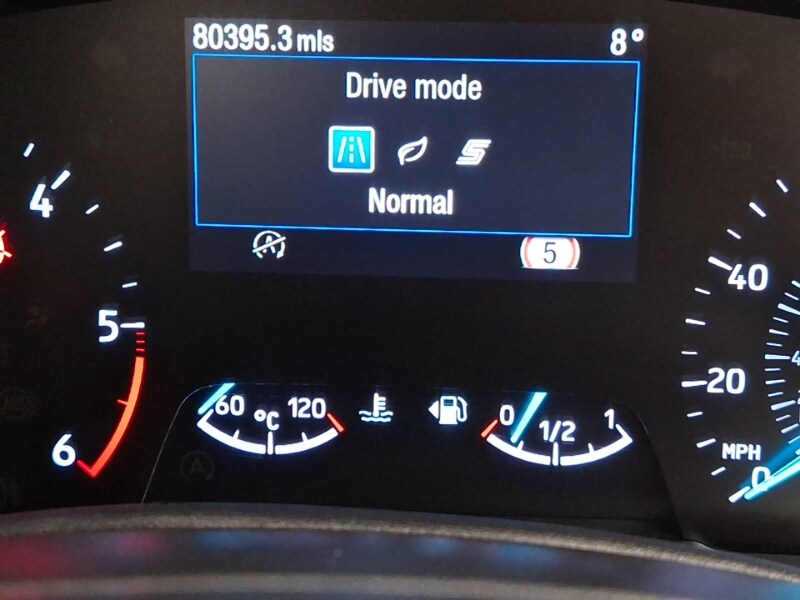 80395.3 mls
8°
Drive mode
Normal
A
5
4
5
6
60 °C 120
0 1/2 1
40
20
MPH
0
A